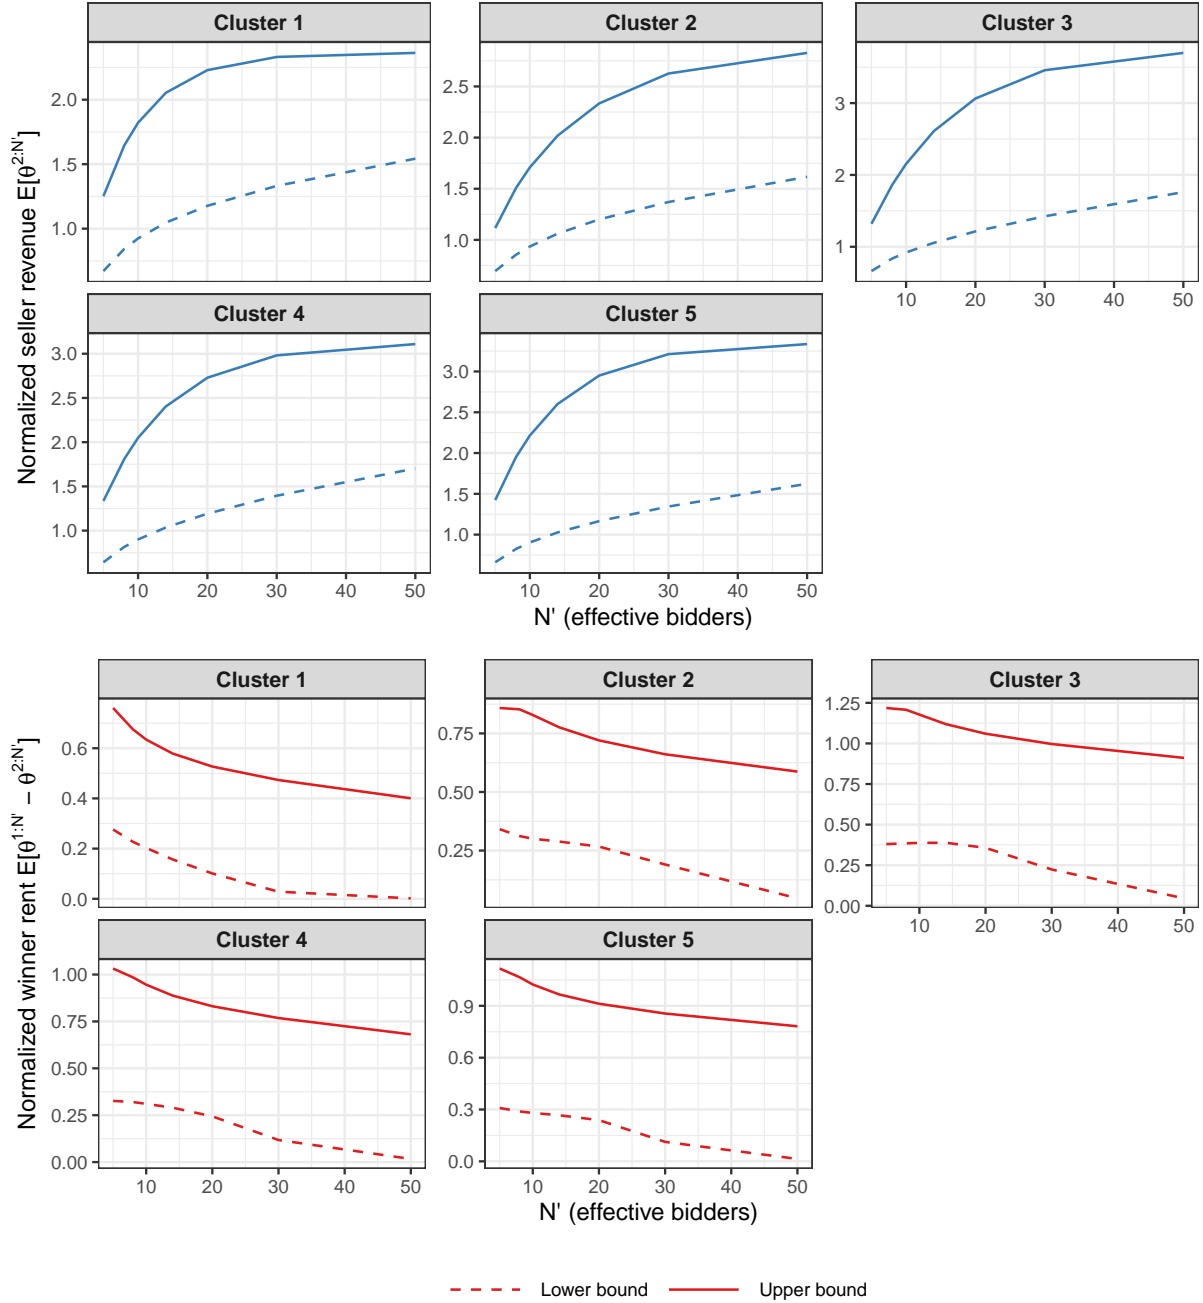 Cluster 1
Cluster 2
Cluster 3
Normalized seller revenue E[θ^{2:N'}]
2.0
1.5
1.0
2.5
2.0
1.5
1.0
3
2
1
10 20 30 40 50
Cluster 4
Cluster 5
3.0
2.5
2.0
1.5
1.0
3.0
2.5
2.0
1.5
1.0
10 20 30 40 50
10 20 30 40 50
N' (effective bidders)
Cluster 1
Cluster 2
Cluster 3
Normalized winner rent E[θ^{1:N'} − θ^{2:N'}]
0.6
0.4
0.2
0.0
0.75
0.50
0.25
1.25
1.00
0.75
0.50
0.25
0.00
10 20 30 40 50
Cluster 4
Cluster 5
1.00
0.75
0.50
0.25
0.00
0.9
0.6
0.3
0.0
10 20 30 40 50
10 20 30 40 50
N' (effective bidders)
Lower bound Upper bound